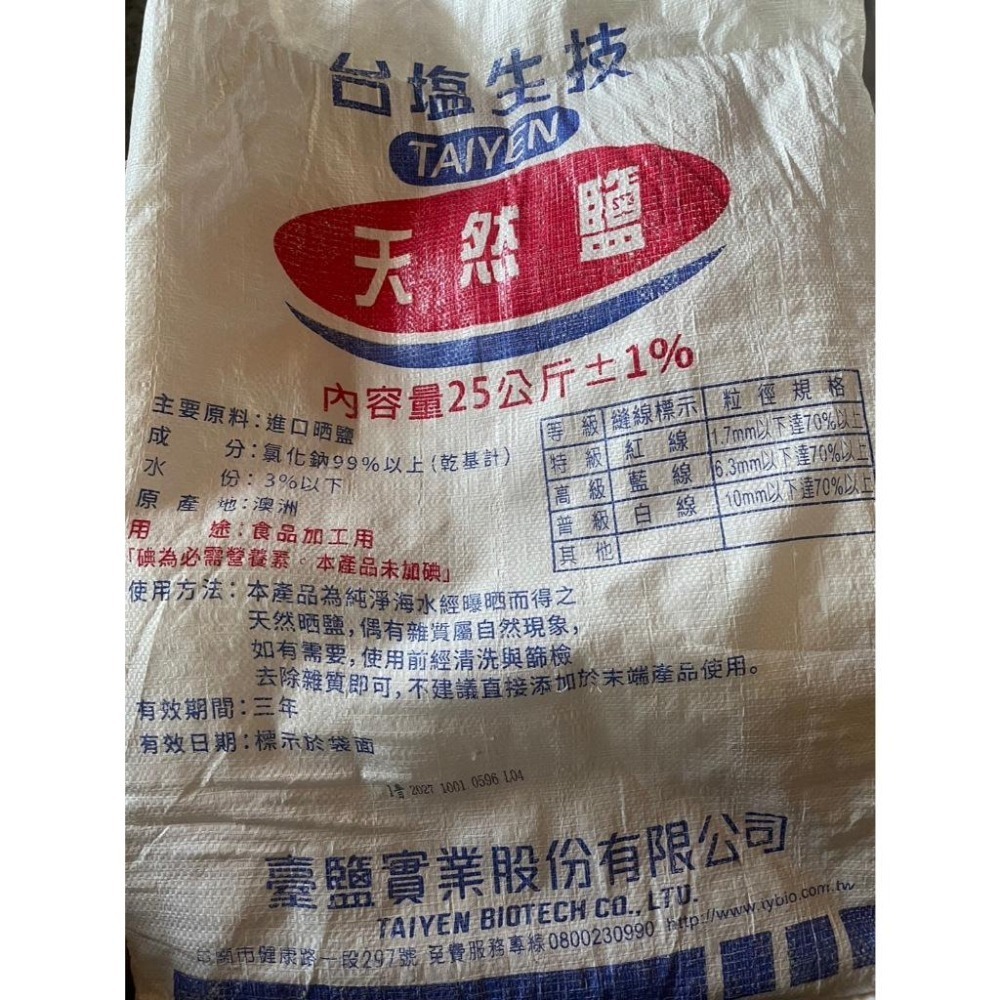 台塩生技
TAIYEN
天然鹽
內容量25公斤±1%
主要原料:進口晒鹽
成分:氯化鈉99%以上(乾基計)
水份:3%以下
原產地:澳洲
用途:食品加工用
「碘為必需營養素。本產品未加碘」
等級 縫線標示 粒徑規格
特級 紅線 1.7mm以下達70%以上
高級 藍線 6.3mm以下達70%以上
普級 白線 10mm以下達70%以上
其他
使用方法:本產品為純淨海水經曝晒而得之
天然晒鹽,偶有雜質屬自然現象,
如有需要,使用前經清洗與篩檢
去除雜質即可,不建議直接添加於末端產品使用。
有效期間:三年
有效日期:標示於袋面
2027 1001 0596 L04
臺鹽實業股份有限公司
TAIYEN BIOTECH CO., LTD.
台南市健康路一段297號 免費服務專線0800230990 http://www.tybio.com.tw